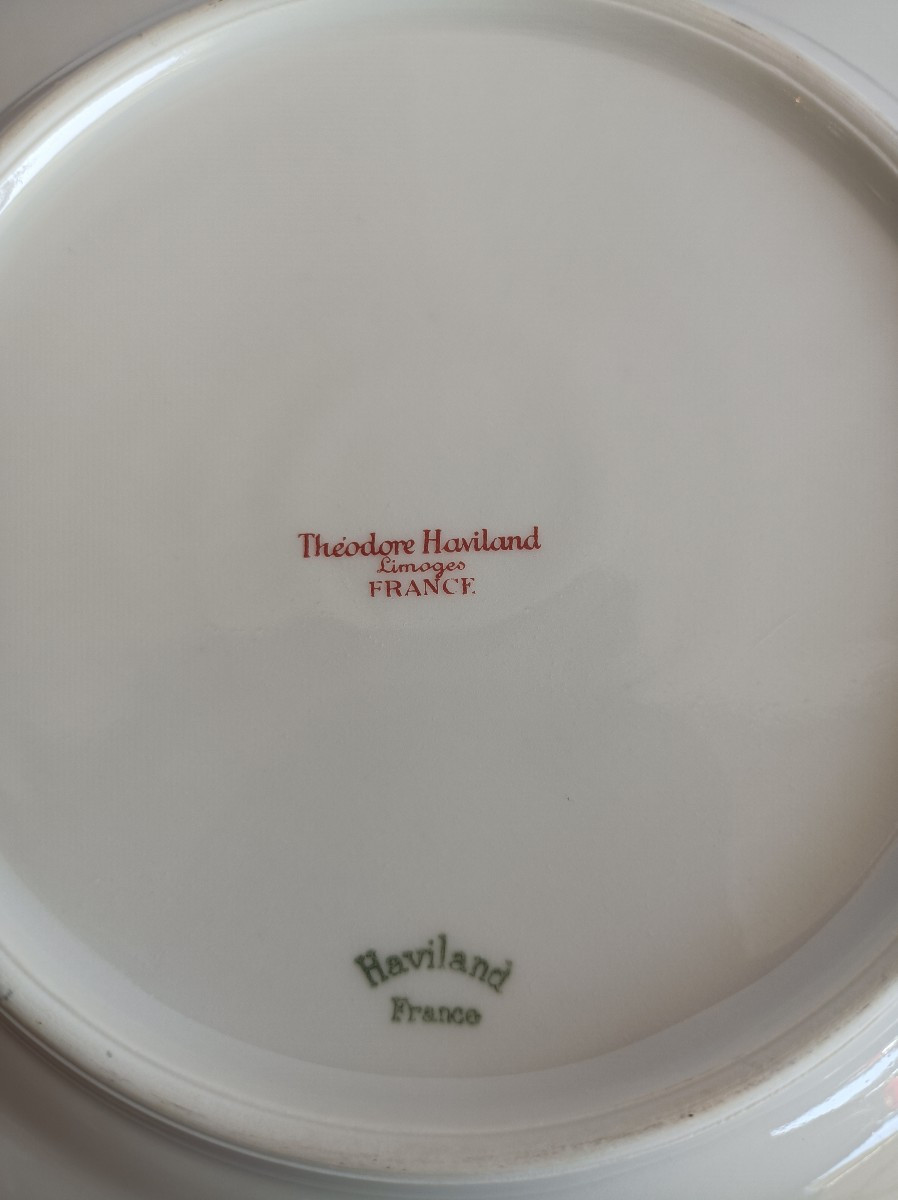 Théodore Haviland
Limoges
FRANCE
Haviland
France